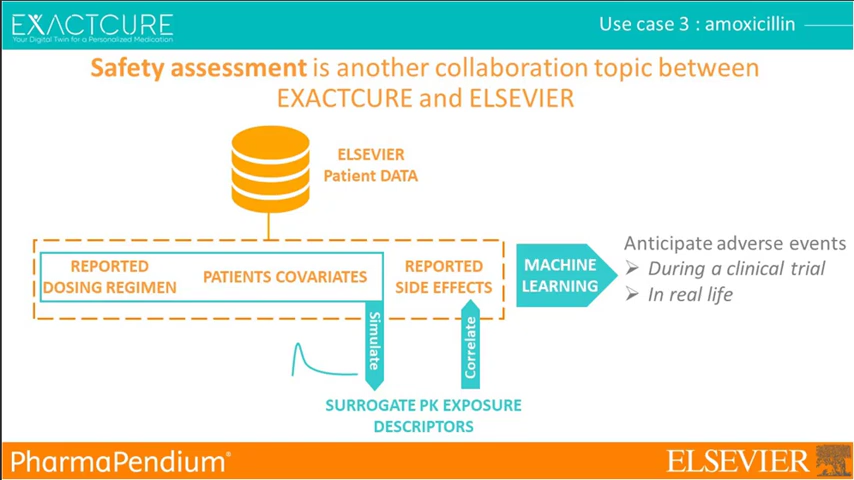 EXACTCURE
Your Digital Twin for a Personalized Medication
Use case 3 : amoxicillin
Safety assessment is another collaboration topic between
EXACTCURE and ELSEVIER
ELSEVIER
Patient DATA
REPORTED
DOSING REGIMEN
PATIENTS COVARIATES
REPORTED
SIDE EFFECTS
MACHINE
LEARNING
Anticipate adverse events
➢ During a clinical trial
➢ In real life
Simulate
Correlate
SURROGATE PK EXPOSURE
DESCRIPTORS
PharmaPendium®
ELSEVIER